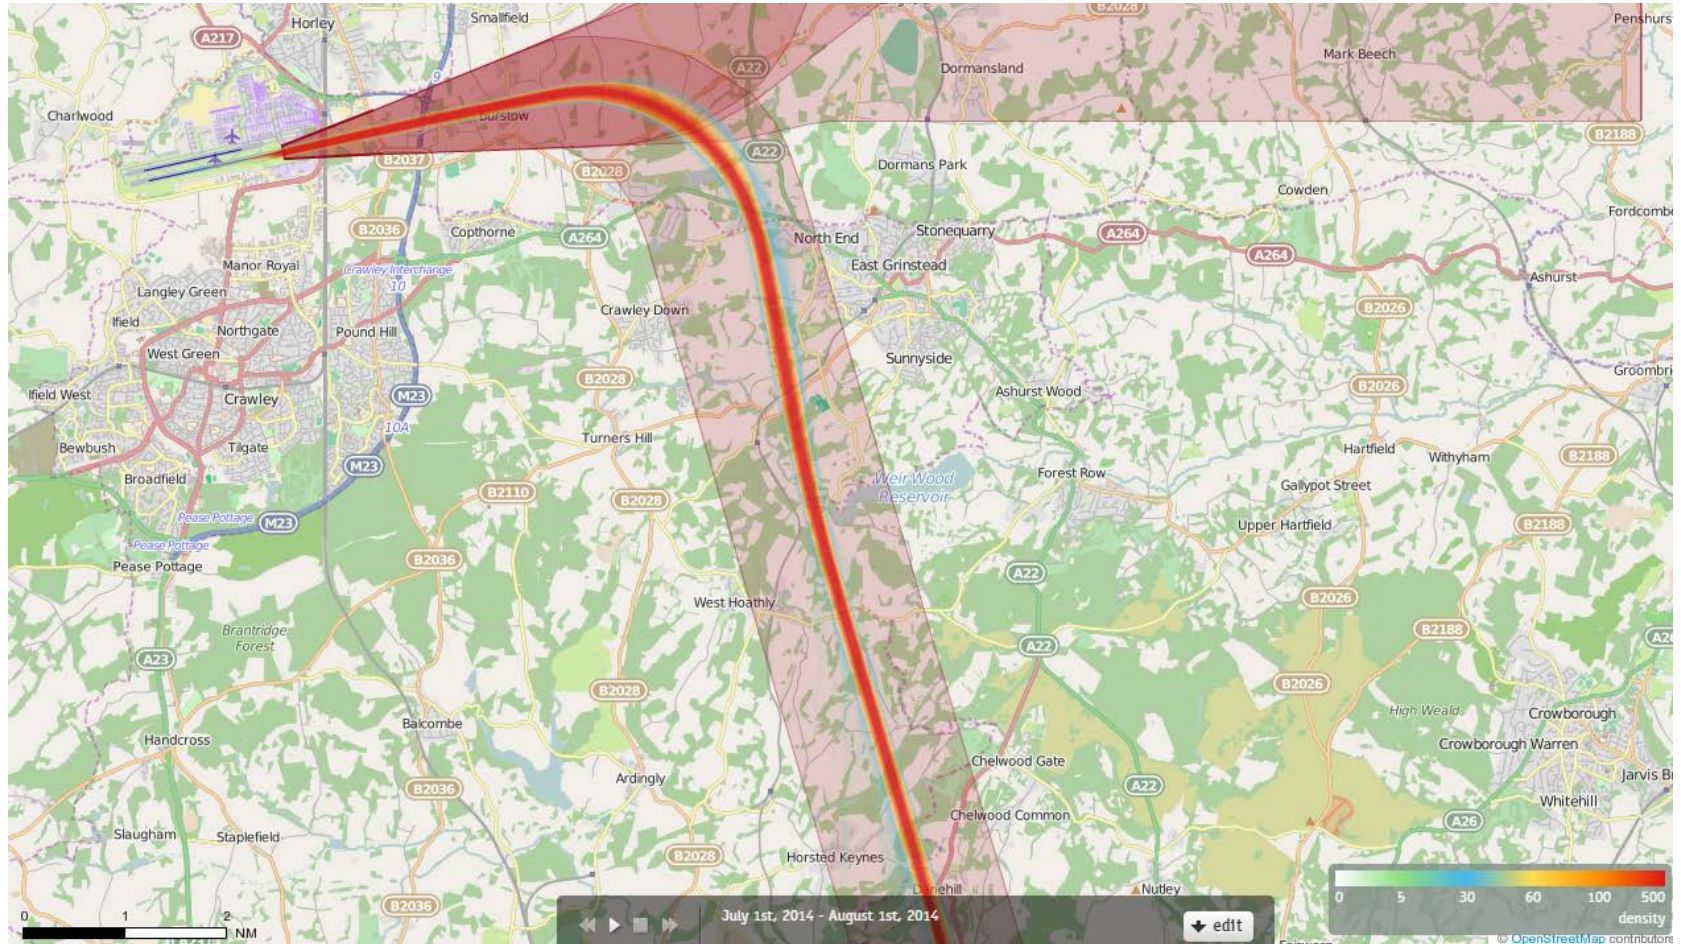 Horley
Smallfield
B2028
Penshurs
A217
9
A22
Dormansland
Mark Beech
Charlwood
Burstow
B2188
B2037
B2028
A22
Dormans Park
Cowden
Fordcombe
B2036
Copthorne
A264
North End
Stonequarry
A264
A264
Manor Royal
Crawley Interchange
10
East Grinstead
Ashurst
Langley Green
Crawley Down
B2026
Ifield
Northgate
Pound Hill
West Green
Sunnyside
Groombri
Ifield West
Crawley
M23
B2028
Ashurst Wood
B2026
10A
Bewbush
Tilgate
Turners Hill
Hartfield
Withyham
B2188
Broadfield
M23
Weir Wood
Reservoir
Forest Row
Gallypot Street
B2110
B2028
Pease Pottage
M23
Upper Hartfield
B2188
Pease Pottage
Pease Pottage
B2036
A22
West Hoathly
B2026
Brantridge
Forest
B2188
A26
A23
A22
B2028
B2026
Balcombe
High Weald
Crowborough
Handcross
Crowborough Warren
Chelwood Gate
Ardingly
Jarvis B
B2036
A22
Whitehill
Slaugham
Staplefield
Chelwood Common
A26
B2028
Horsted Keynes
Danehill
Nutley
B2036
0 1 2 NM
July 1st, 2014 - August 1st, 2014
edit
0 5 30 60 100 500
density
© OpenStreetMap contributors